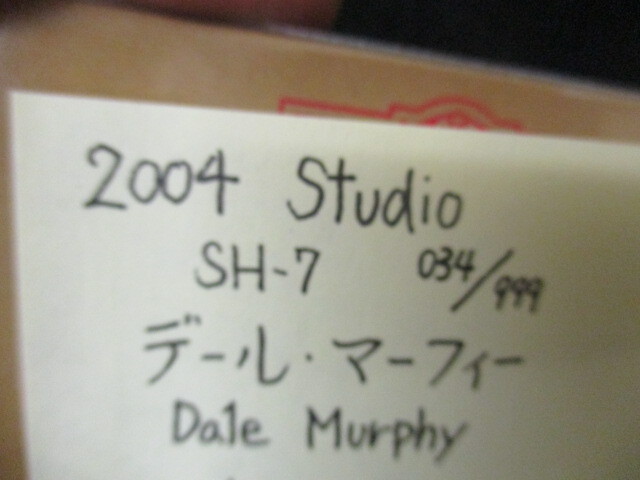 2004 Studio
SH-7 034/999
デール・マーフィー
Dale Murphy